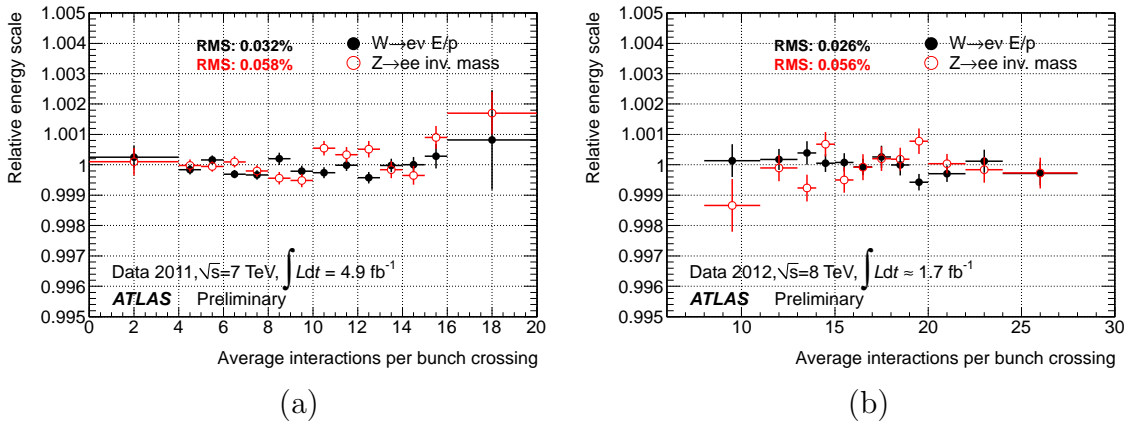 Relative energy scale
1.005
1.004
1.003
1.002
1.001
1
0.999
0.998
0.997
0.996
0.995
RMS: 0.032%
RMS: 0.058%
W→eν E/p
Z→ee inv. mass
Data 2011,√s=7 TeV, ∫Ldt = 4.9 fb⁻¹
ATLAS Preliminary
0 2 4 6 8 10 12 14 16 18 20
Average interactions per bunch crossing
(a)
Relative energy scale
1.005
1.004
1.003
1.002
1.001
1
0.999
0.998
0.997
0.996
0.995
RMS: 0.026%
RMS: 0.056%
W→eν E/p
Z→ee inv. mass
Data 2012,√s=8 TeV, ∫Ldt ≈ 1.7 fb⁻¹
ATLAS Preliminary
10 15 20 25 30
Average interactions per bunch crossing
(b)